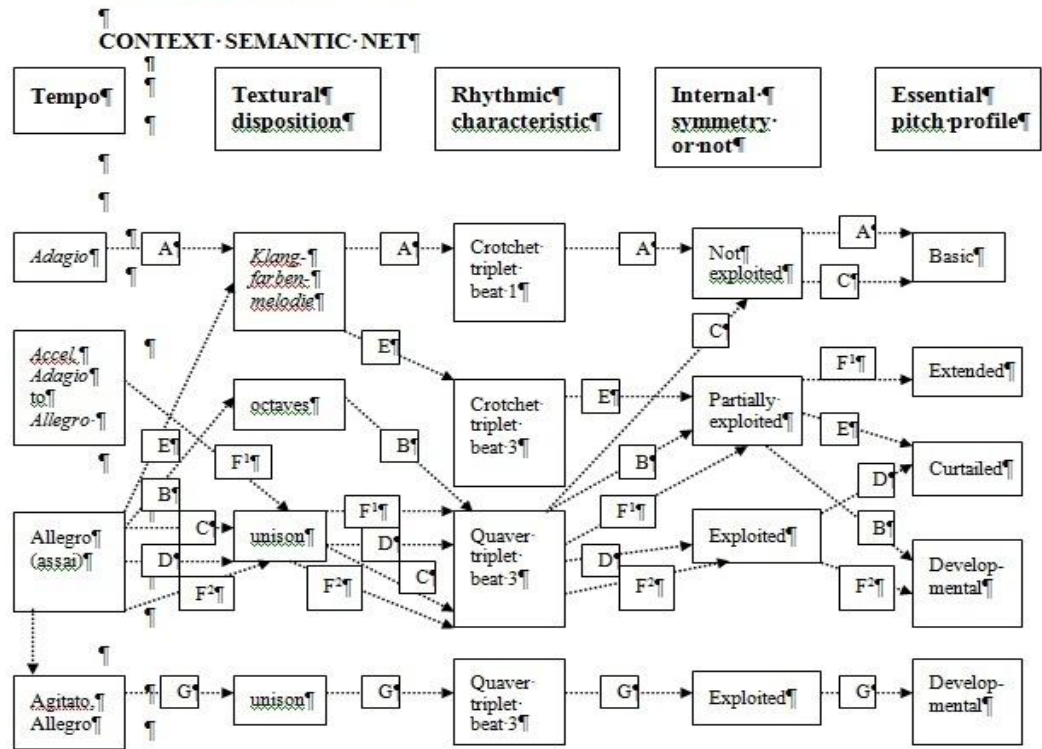 ¶
CONTEXT·SEMANTIC·NET¶
¶
¶
¶
¶
¶
Tempo¶
Textural¶
disposition¶
Rhythmic¶
characteristic¶
Internal·¶
symmetry·
or·not¶
Essential¶
pitch·profile¶
¶
¶
Adagio¶
A¶
Klang-¶
farben-¶
melodie¶
A¶
Crotchet·
triplet·
beat·1¶
A¶
Not¶
exploited¶
A¶
C¶
Basic¶
Accel.¶
Adagio¶
to¶
Allegro·¶
¶
¶
E¶
B¶
octaves¶
E¶
B¶
Crotchet·
triplet·
beat·3¶
E¶
C¶
B¶
Partially·
exploited¶
F¹¶
E¶
Extended¶
Curtailed¶
F¹¶
Allegro¶
(assai)¶
¶
C¶
D¶
F²¶
unison¶
F¹¶
D¶
C¶
F²¶
Quaver·
triplet·
beat·3¶
F¹¶
D¶
F²¶
Exploited¶
D¶
B¶
F²¶
Develop-
mental¶
¶
¶
Agitato.¶
Allegro¶
¶
¶
G¶
unison¶
G¶
Quaver·
triplet·
beat·3¶
G¶
Exploited¶
G¶
Develop-
mental¶